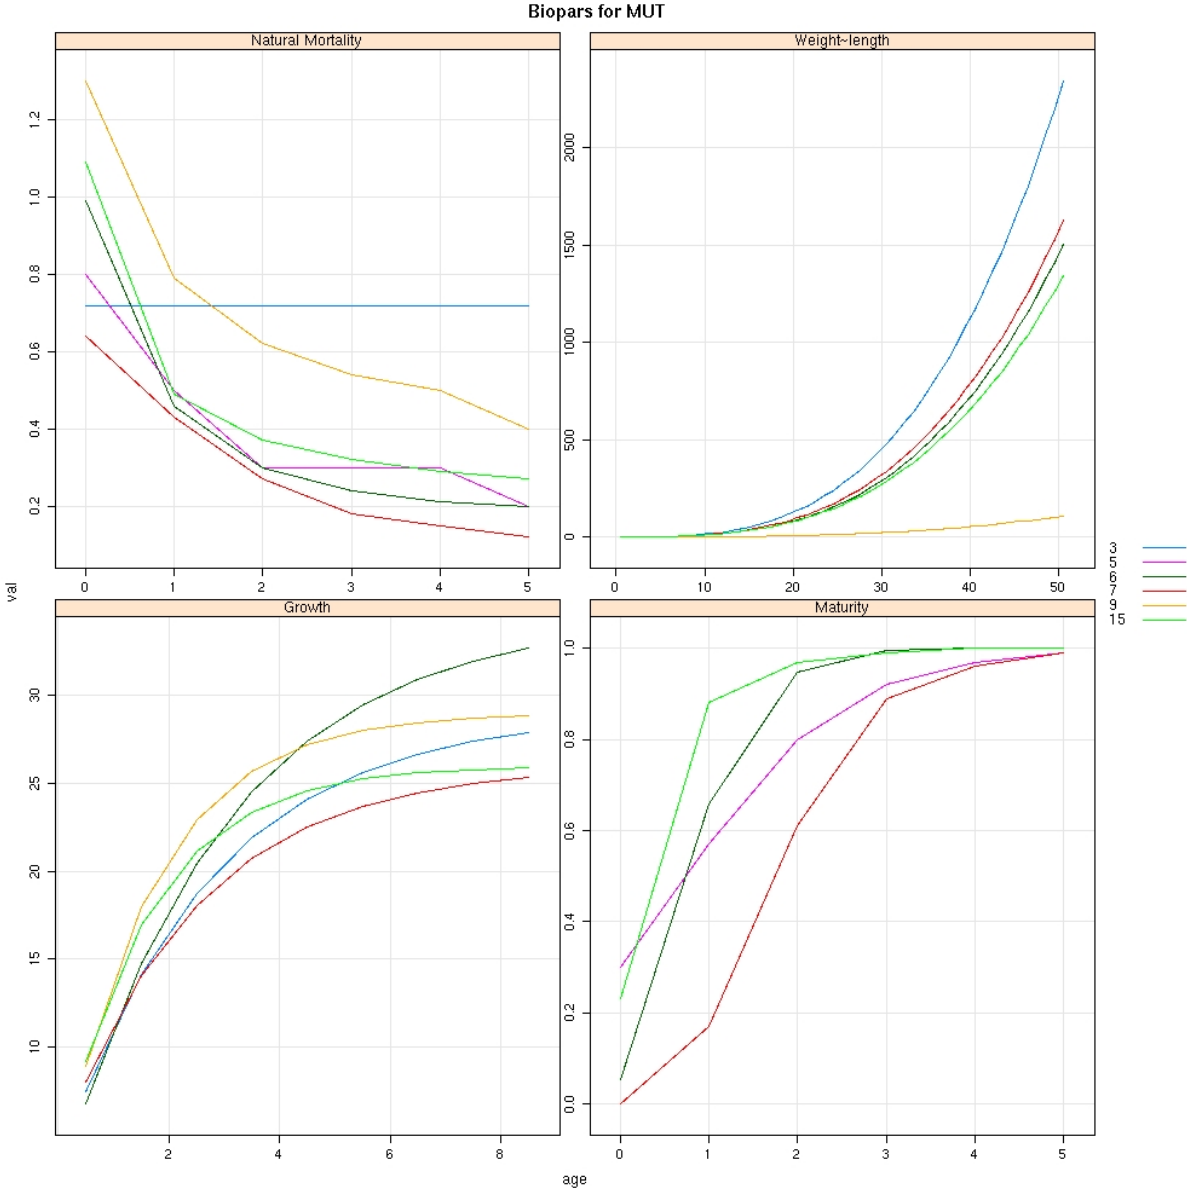 Biopars for MUT
Natural Mortality
Weight~length
0.2 0.4 0.6 0.8 1.0 1.2
0 500 1000 1500 2000
0 1 2 3 4 5
0 10 20 30 40 50
3
5
6
7
9
15
val
Growth
Maturity
10 15 20 25 30
0.0 0.2 0.4 0.6 0.8 1.0
2 4 6 8
0 1 2 3 4 5
age